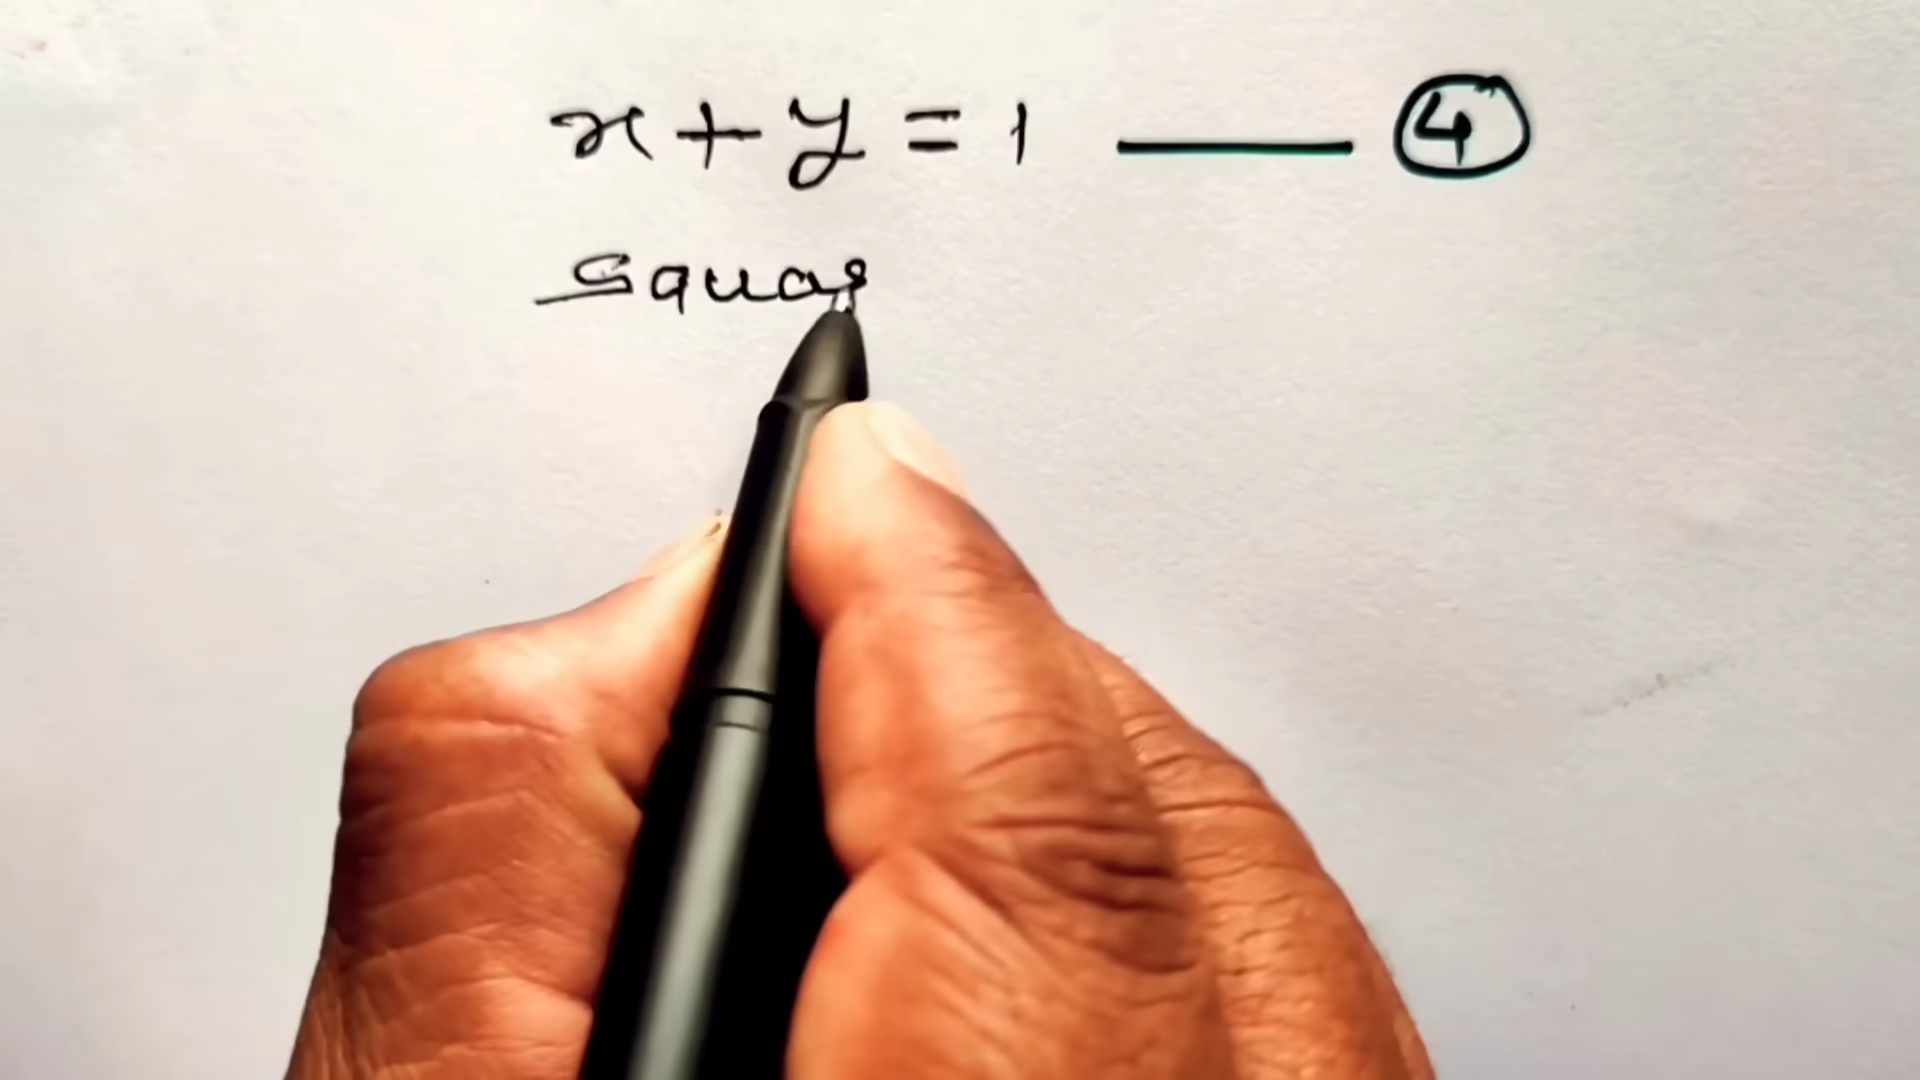 x + y = 1 —— ④
Squar